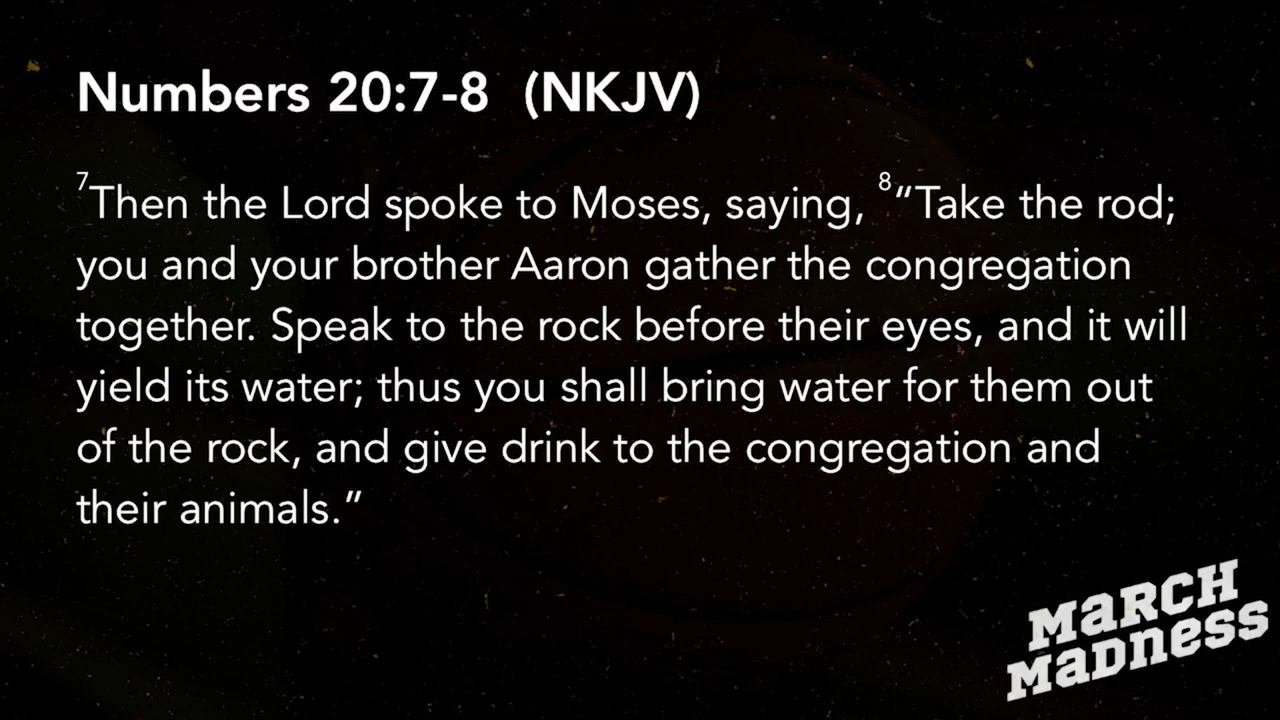 Numbers 20:7-8 (NKJV)
7Then the Lord spoke to Moses, saying, 8“Take the rod;
you and your brother Aaron gather the congregation
together. Speak to the rock before their eyes, and it will
yield its water; thus you shall bring water for them out
of the rock, and give drink to the congregation and
their animals.”
MaRCH
MaDness